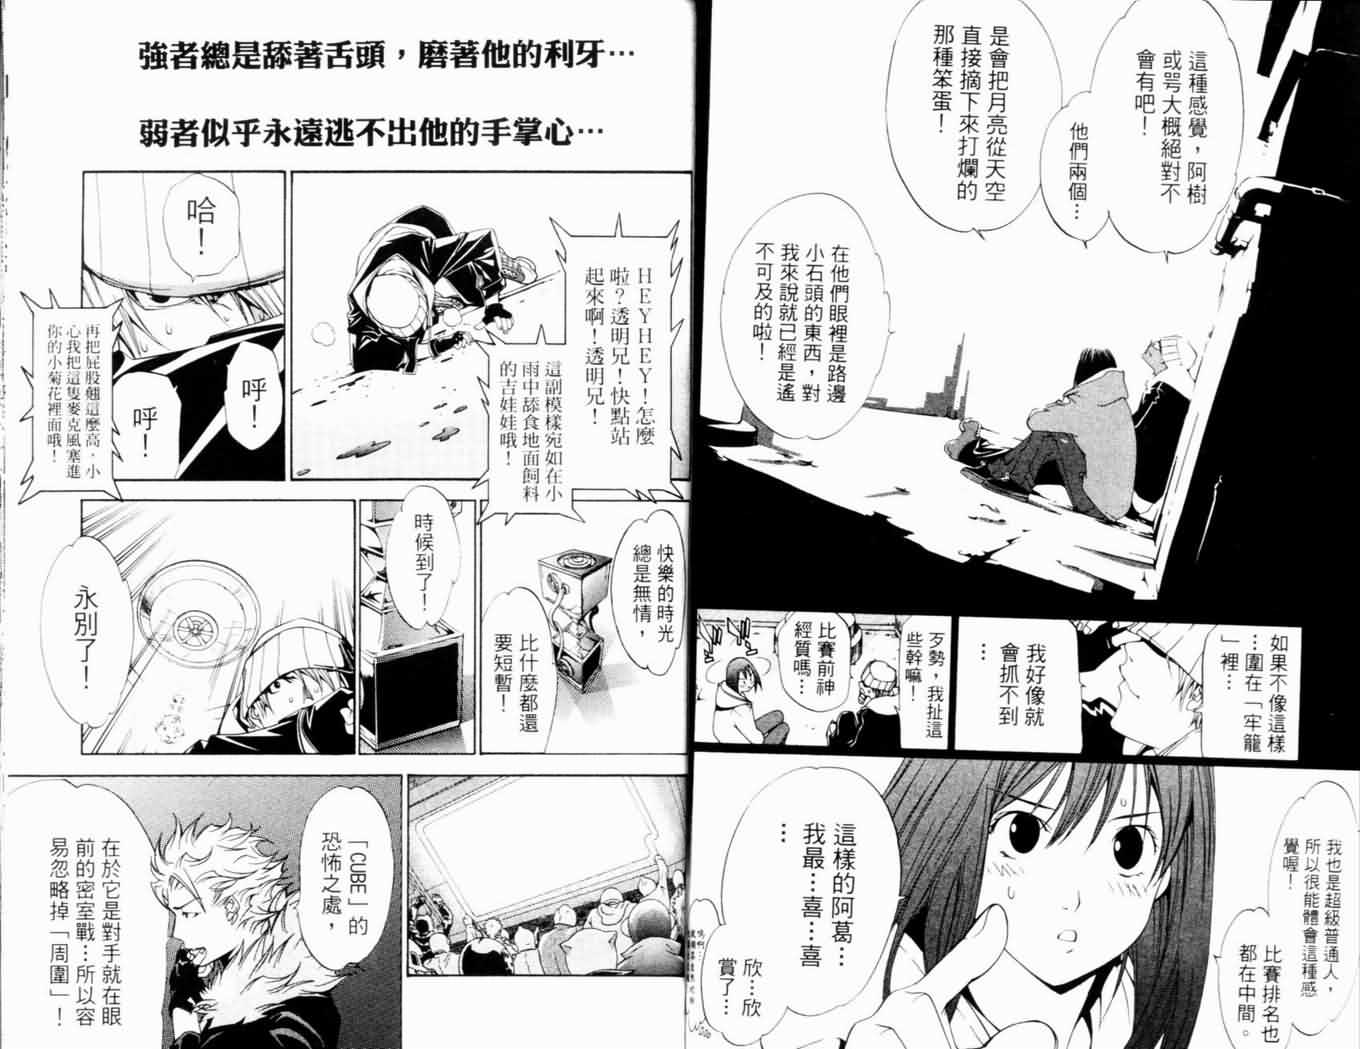 這種感覺，阿樹
或咢大概絕對不
會有吧！
他們兩個…
是會把月亮從天空
直接摘下來打爛的
那種笨蛋！
在他們眼裡是路邊
小石頭的東西，對
我來說就已經是遙
不可及的啦！
如果不像這樣
…圍在「牢籠
」裡…
我好像就
會抓不到
…
歹勢，我扯這
些幹嘛！
比賽前神
經質嗎…
我也是超級普通人，
所以很能體會這種感
覺喔！
比賽排名也
都在中間。
這樣的阿葛…
我最…喜…喜
…
欣…欣
賞了…
強者總是舔著舌頭，磨著他的利牙…
弱者似乎永遠逃不出他的手掌心…
HEYHEY！怎麼
啦？透明兄！快點站
起來啊！透明兄！
這副模樣宛如在小
雨中舔食地面飼料
的吉娃娃哦！
哈！
呼！
呼！
再把屁股翹這麼高，小
心我把這隻麥克風塞進
你的小菊花裡面哦！
快樂的時光
總是無情，
比什麼都還
要短暫！
時候到了！
永別了！
「CUBE」的
恐怖之處，
在於它是對手就在眼
前的密室戰…所以容
易忽略掉「周圍」！